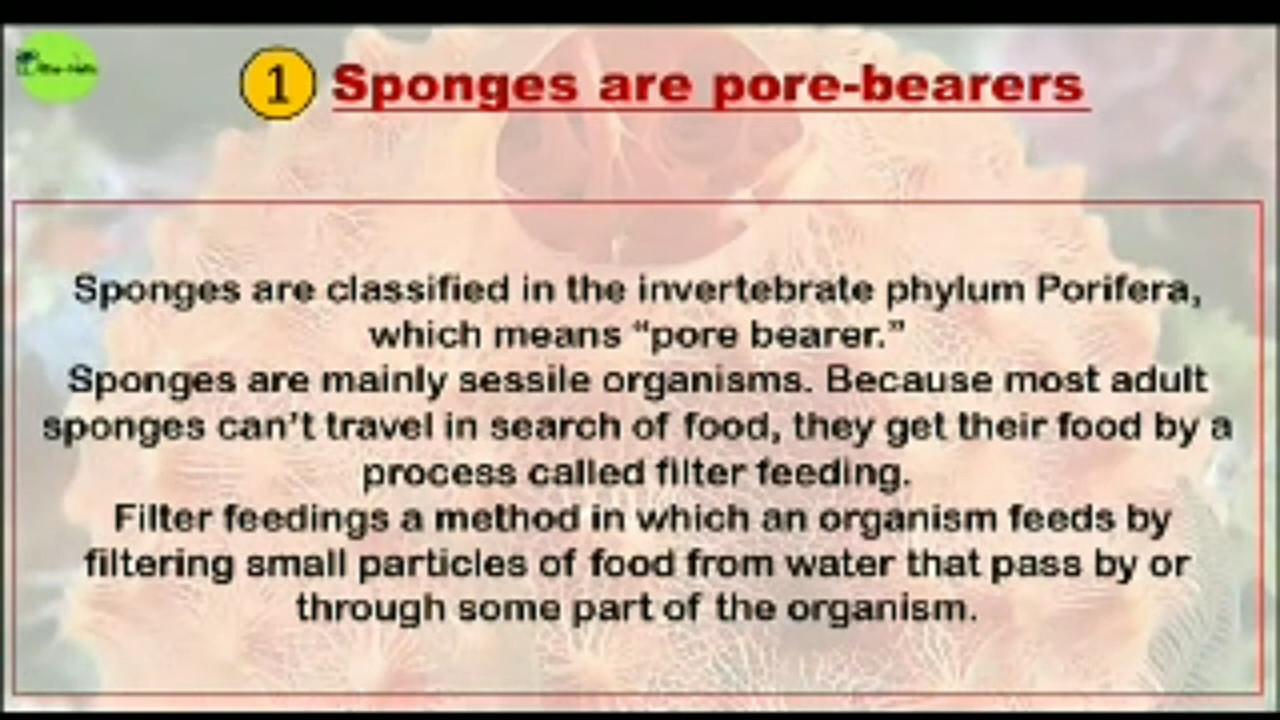 1 Sponges are pore-bearers
Sponges are classified in the invertebrate phylum Porifera,
which means “pore bearer.”
Sponges are mainly sessile organisms. Because most adult
sponges can’t travel in search of food, they get their food by a
process called filter feeding.
Filter feedings a method in which an organism feeds by
filtering small particles of food from water that pass by or
through some part of the organism.